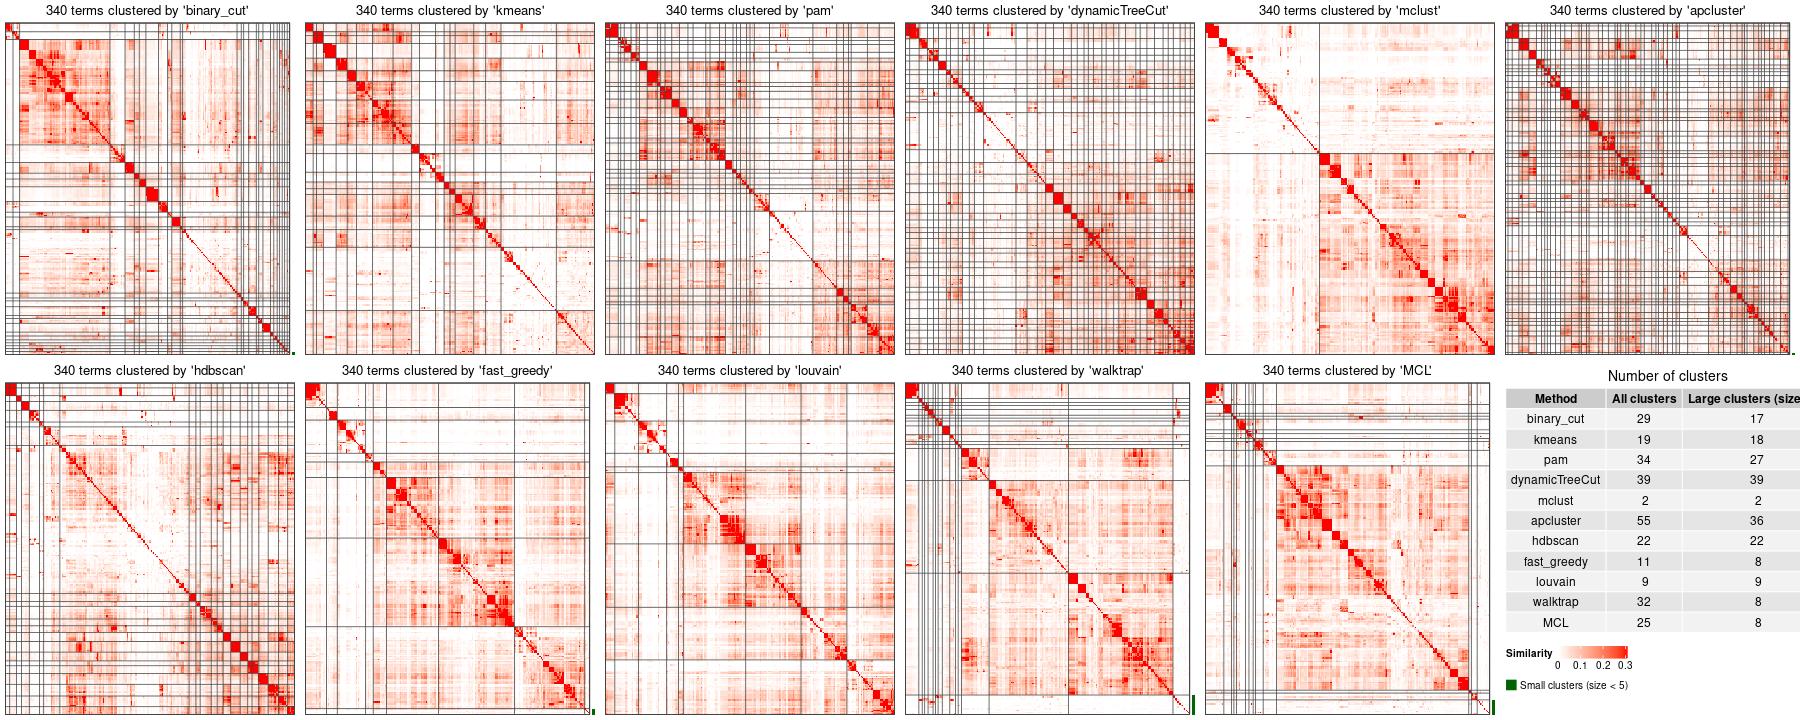 340 terms clustered by 'binary_cut'
340 terms clustered by 'kmeans'
340 terms clustered by 'pam'
340 terms clustered by 'dynamicTreeCut'
340 terms clustered by 'mclust'
340 terms clustered by 'apcluster'
340 terms clustered by 'hdbscan'
340 terms clustered by 'fast_greedy'
340 terms clustered by 'louvain'
340 terms clustered by 'walktrap'
340 terms clustered by 'MCL'
Number of clusters
Method All clusters Large clusters (size
binary_cut 29 17
kmeans 19 18
pam 34 27
dynamicTreeCut 39 39
mclust 2 2
apcluster 55 36
hdbscan 22 22
fast_greedy 11 8
louvain 9 9
walktrap 32 8
MCL 25 8
Similarity
0 0.1 0.2 0.3
Small clusters (size < 5)